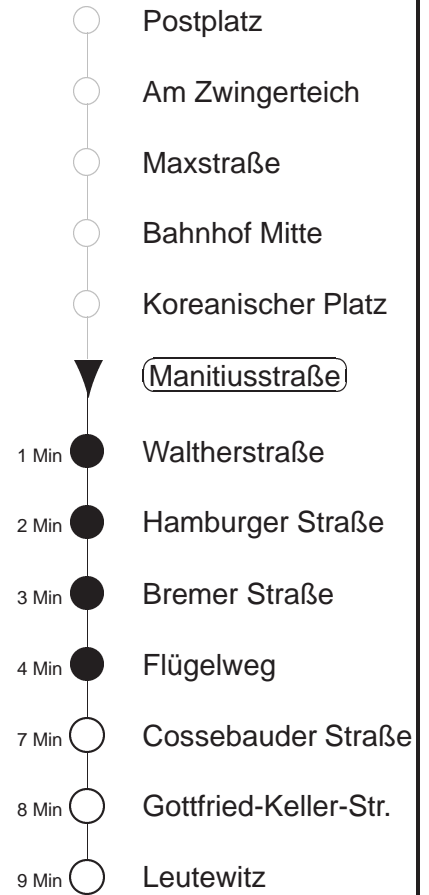 Postplatz
Am Zwingerteich
Maxstraße
Bahnhof Mitte
Koreanischer Platz
Manitiusstraße
1 Min Waltherstraße
2 Min Hamburger Straße
3 Min Bremer Straße
4 Min Flügelweg
7 Min Cossebauder Straße
8 Min Gottfried-Keller-Str.
9 Min Leutewitz